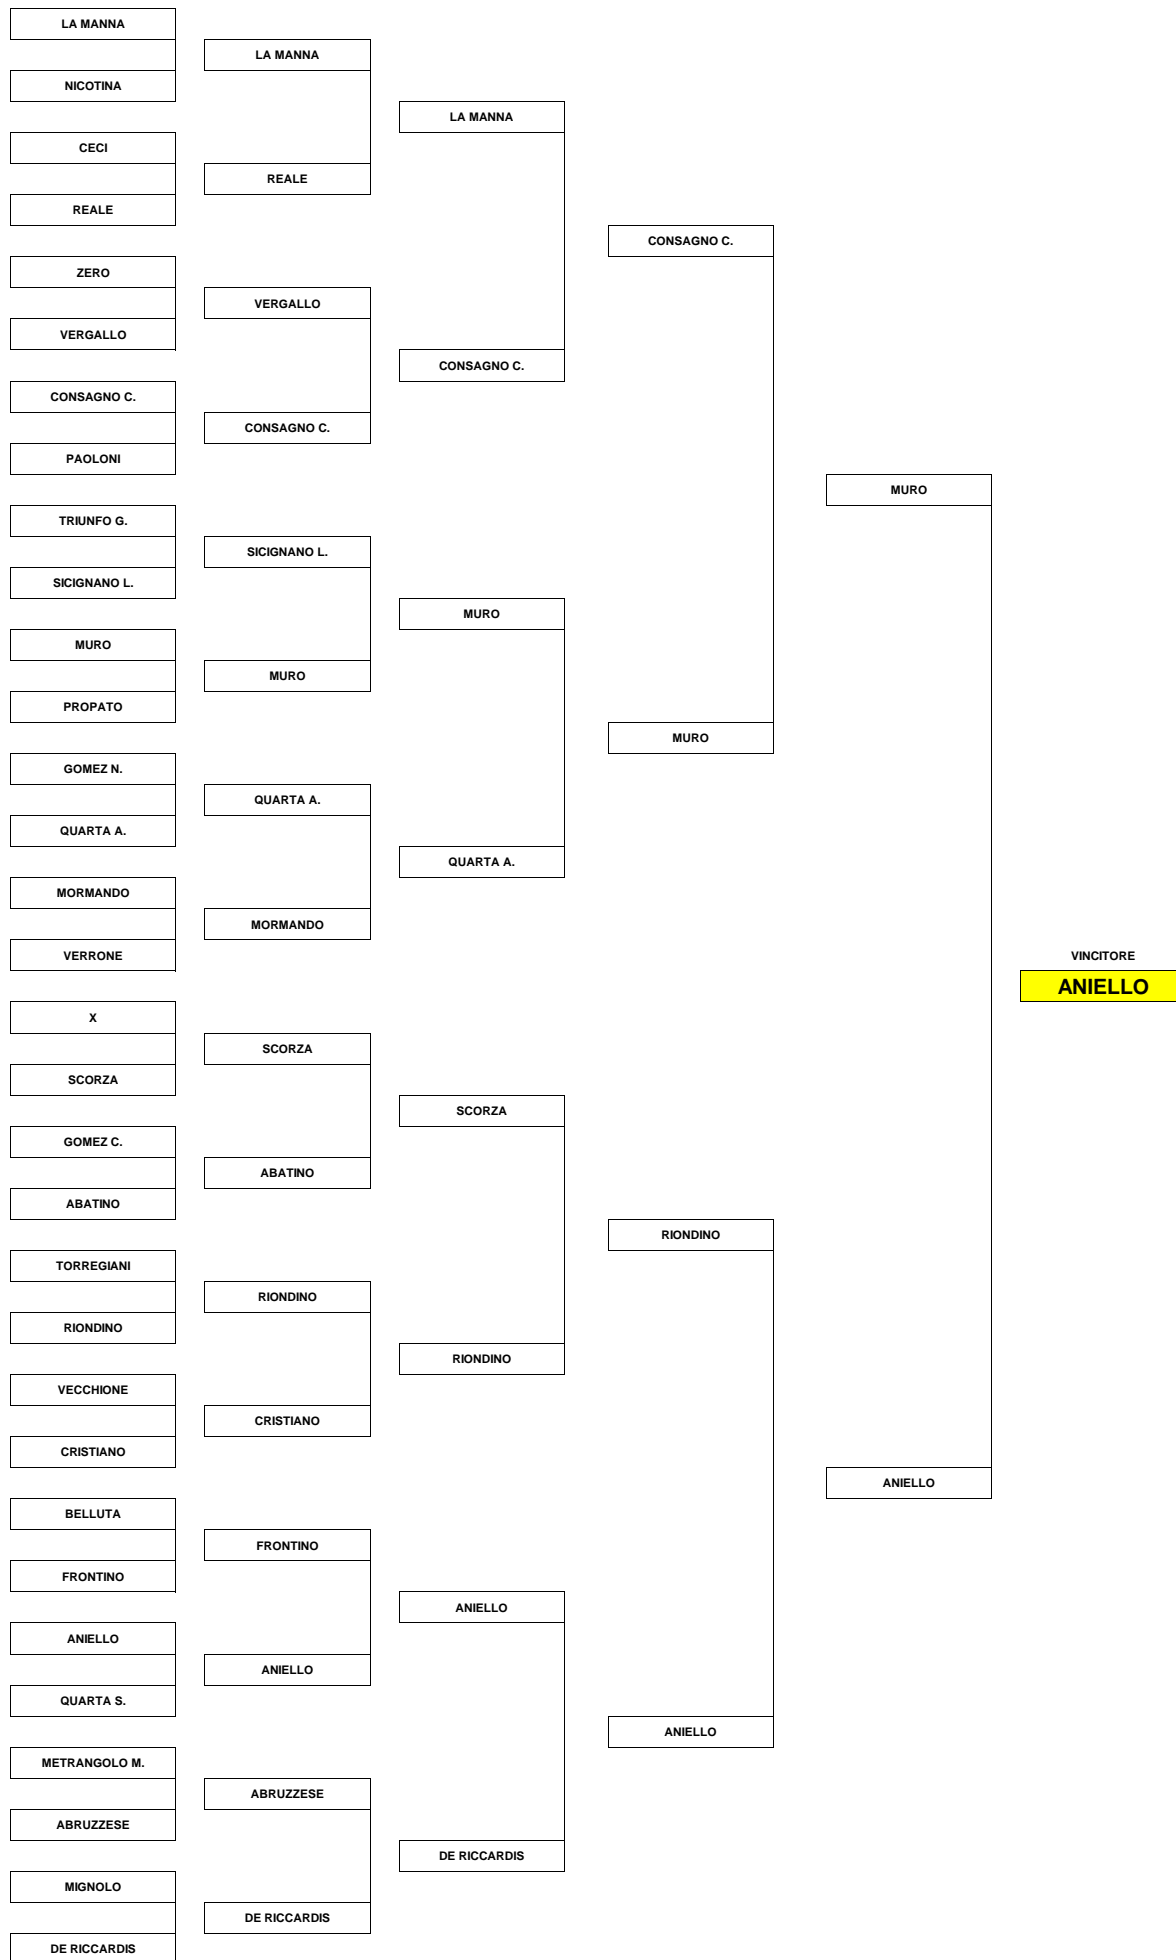 LA MANNA
LA MANNA
NICOTINA
LA MANNA
CECI
REALE
REALE
CONSAGNO C.
ZERO
VERGALLO
VERGALLO
CONSAGNO C.
CONSAGNO C.
CONSAGNO C.
PAOLONI
MURO
TRIUNFO G.
SICIGNANO L.
SICIGNANO L.
MURO
MURO
MURO
PROPATO
MURO
GOMEZ N.
QUARTA A.
QUARTA A.
QUARTA A.
MORMANDO
MORMANDO
VERRONE
VINCITORE
ANIELLO
X
SCORZA
SCORZA
SCORZA
GOMEZ C.
ABATINO
ABATINO
RIONDINO
TORREGIANI
RIONDINO
RIONDINO
RIONDINO
VECCHIONE
CRISTIANO
CRISTIANO
ANIELLO
BELLUTA
FRONTINO
FRONTINO
ANIELLO
ANIELLO
ANIELLO
QUARTA S.
ANIELLO
METRANGOLO M.
ABRUZZESE
ABRUZZESE
DE RICCARDIS
MIGNOLO
DE RICCARDIS
DE RICCARDIS